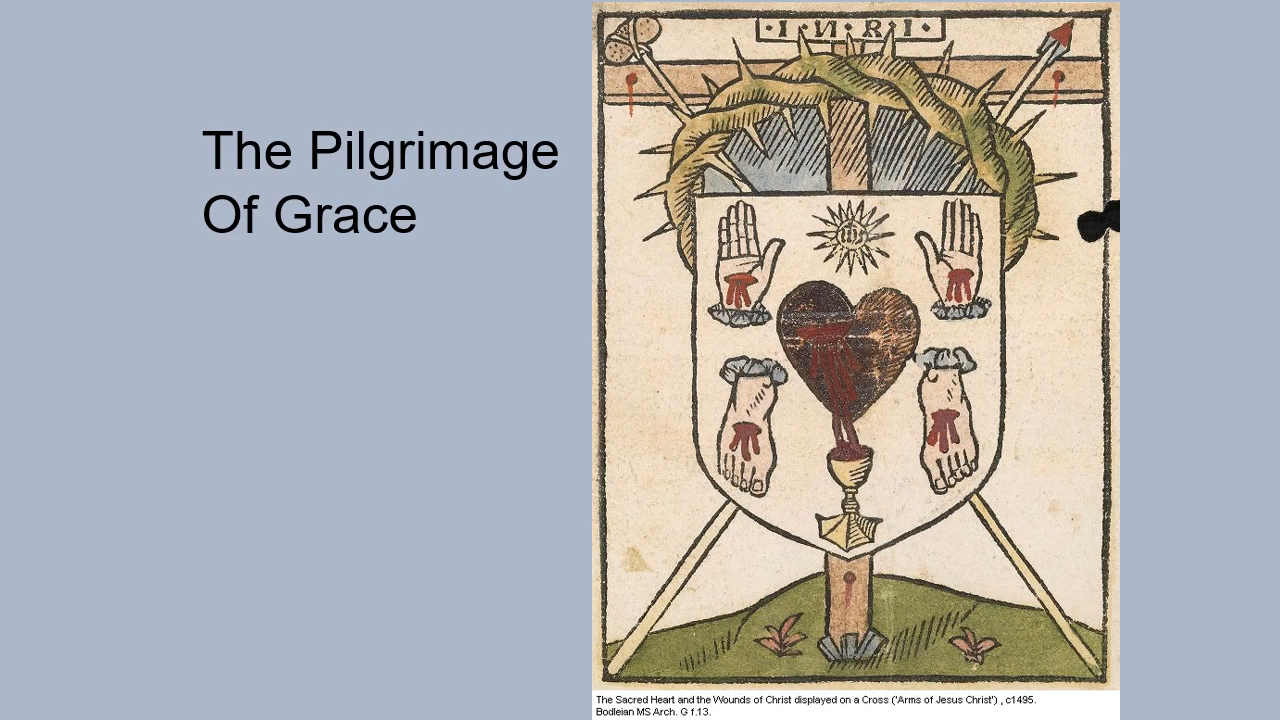 The Pilgrimage
Of Grace
·I·N·R·I·
The Sacred Heart and the Wounds of Christ displayed on a Cross ('Arms of Jesus Christ') , c1495.
Bodleian MS Arch. G f.13.